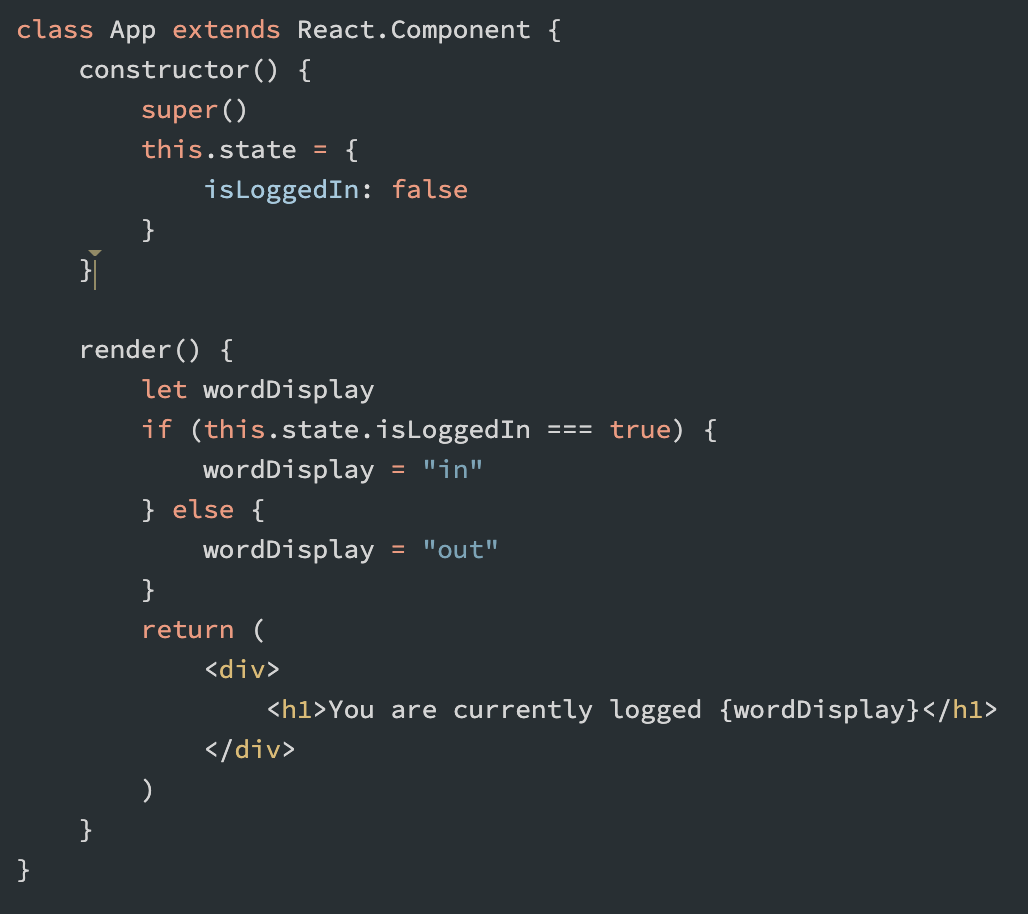 class App extends React.Component {
    constructor() {
        super()
        this.state = {
            isLoggedIn: false
        }
    }

    render() {
        let wordDisplay
        if (this.state.isLoggedIn === true) {
            wordDisplay = "in"
        } else {
            wordDisplay = "out"
        }
        return (
            <div>
                <h1>You are currently logged {wordDisplay}</h1>
            </div>
        )
    }
}